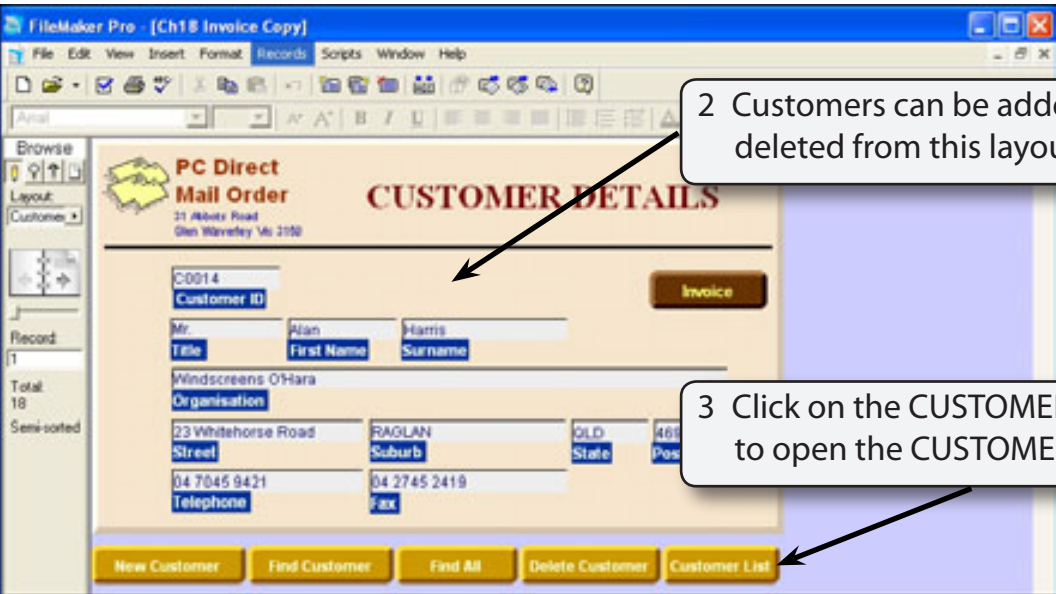 FileMaker Pro - [Ch18 Invoice Copy]
File Edit View Insert Format Records Scripts Window Help
Arial
Browse
Layout:
Customer
Record:
1
Total:
18
Semi-sorted
PC Direct
Mail Order
31 Abbots Road
Glen Waverley Vic 3150
CUSTOMER DETAILS
C0014
Customer ID
Invoice
Mr. Alan Harris
Title First Name Surname
Windscreens O'Hara
Organisation
23 Whitehorse Road RAGLAN QLD 469
Street Suburb State Pos
04 7045 9421 04 2745 2419
Telephone Fax
New Customer Find Customer Find All Delete Customer Customer List
2 Customers can be adde
deleted from this layou
3 Click on the CUSTOME
to open the CUSTOME